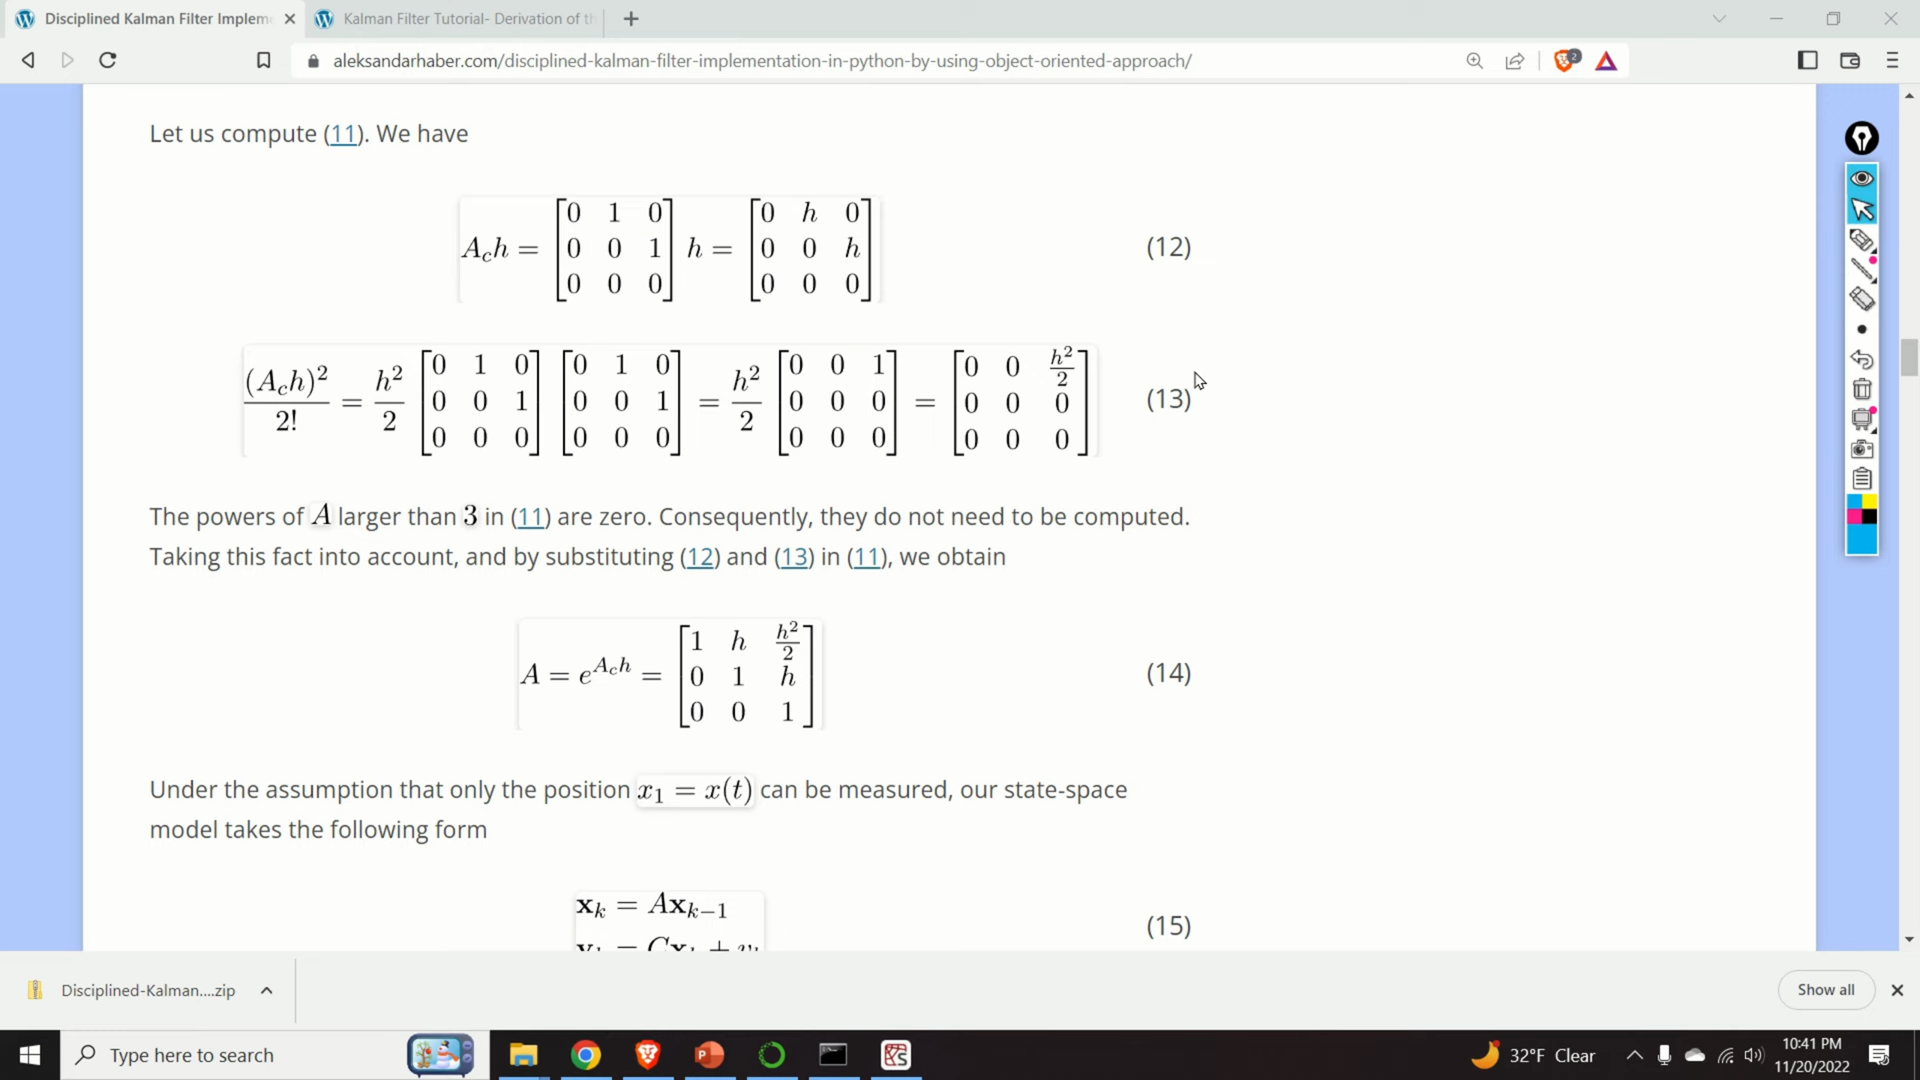 Disciplined Kalman Filter Implem
Kalman Filter Tutorial- Derivation of th
aleksandarhaber.com/disciplined-kalman-filter-implementation-in-python-by-using-object-oriented-approach/
2
Let us compute (11). We have
A_c h = [0 1 0; 0 0 1; 0 0 0] h = [0 h 0; 0 0 h; 0 0 0] (12)
(A_c h)^2/2! = h^2/2 [0 1 0; 0 0 1; 0 0 0] [0 1 0; 0 0 1; 0 0 0] = h^2/2 [0 0 1; 0 0 0; 0 0 0] = [0 0 h^2/2; 0 0 0; 0 0 0] (13)
The powers of A larger than 3 in (11) are zero. Consequently, they do not need to be computed.
Taking this fact into account, and by substituting (12) and (13) in (11), we obtain
A = e^{A_c h} = [1 h h^2/2; 0 1 h; 0 0 1] (14)
Under the assumption that only the position x_1 = x(t) can be measured, our state-space
model takes the following form
x_k = Ax_{k-1}
(15)
Disciplined-Kalman....zip
Show all
Type here to search
32°F Clear
10:41 PM
11/20/2022